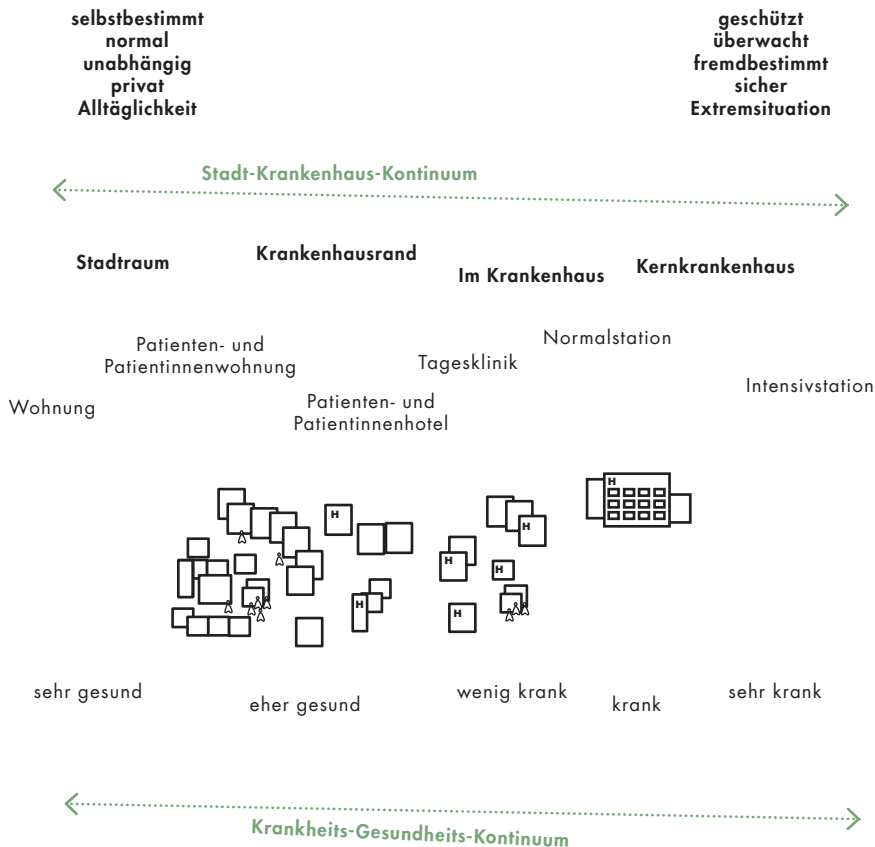 selbstbestimmt
normal
unabhängig
privat
Alltäglichkeit
geschützt
überwacht
fremdbestimmt
sicher
Extremsituation
Stadt-Krankenhaus-Kontinuum
Stadtraum
Krankenhausrand
Im Krankenhaus
Kernkrankenhaus
Wohnung
Patienten- und
Patientinnenwohnung
Patienten- und
Patientinnenhotel
Tagesklinik
Normalstation
Intensivstation
H
H
H
H
H
H
H
sehr gesund
eher gesund
wenig krank
krank
sehr krank
Krankheits-Gesundheits-Kontinuum